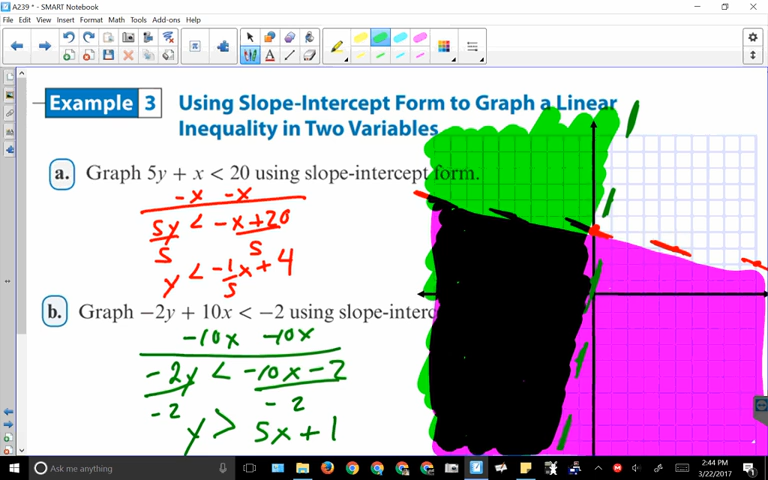 A239 * - SMART Notebook
File Edit View Insert Format Math Tools Add-ons Help
Example 3 Using Slope-Intercept Form to Graph a Linear
Inequality in Two Variables
a. Graph 5y + x < 20 using slope-intercept form.
-x -x
5y < -x+20
5 5
y < -1/5x+4
b. Graph −2y + 10x < −2 using slope-interc
-10x -10x
-2y < -10x-2
-2 -2
y > 5x+1
Ask me anything
2:44 PM
3/22/2017